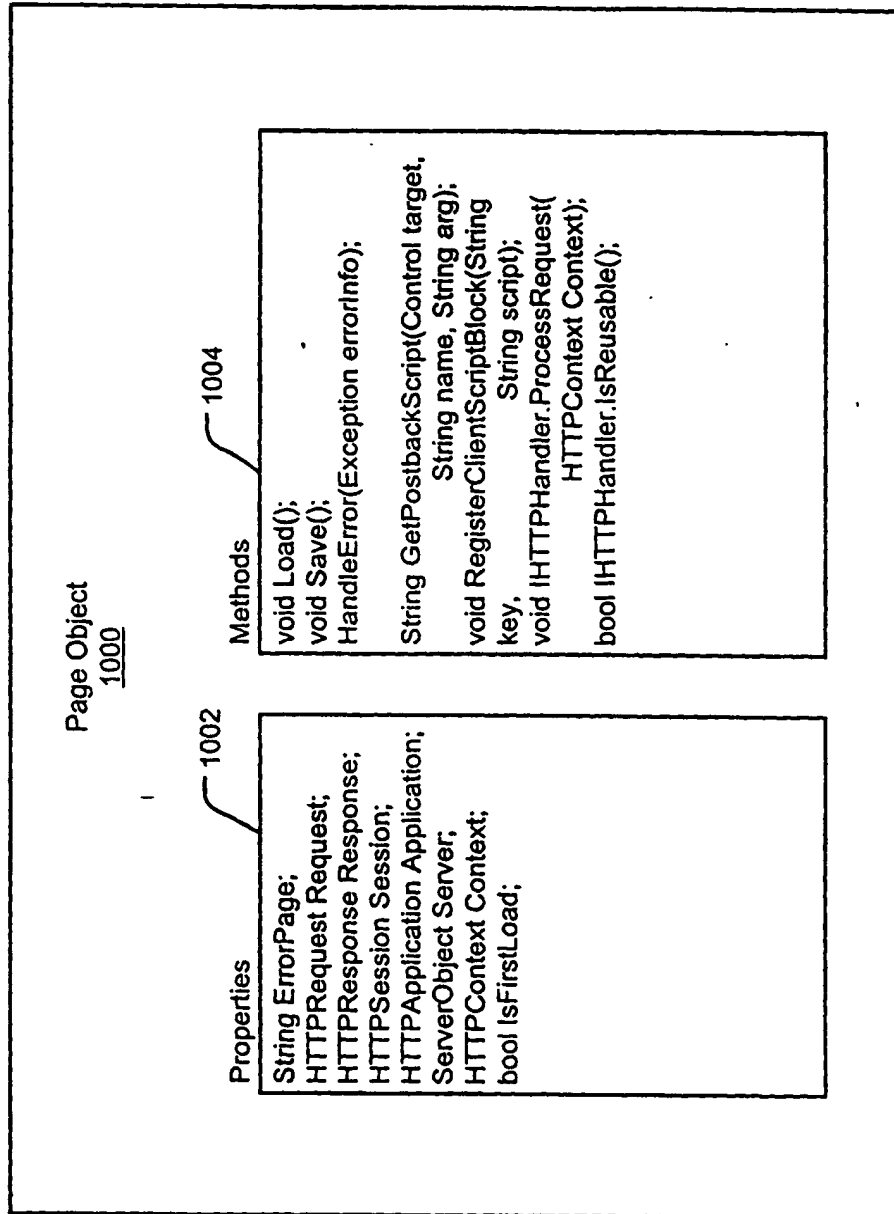 Page Object
1000
Properties
1002
String ErrorPage;
HTTPRequest Request;
HTTPResponse Response;
HTTPSession Session;
HTTPApplication Application;
ServerObject Server;
HTTPContext Context;
bool IsFirstLoad;
Methods
1004
void Load();
void Save();
HandleError(Exception errorInfo);
String GetPostbackScript(Control target,
String name, String arg);
void RegisterClientScriptBlock(String
key, String script);
void IHTTPHandler.ProcessRequest(
HTTPContext Context);
bool IHTTPHandler.IsReusable();